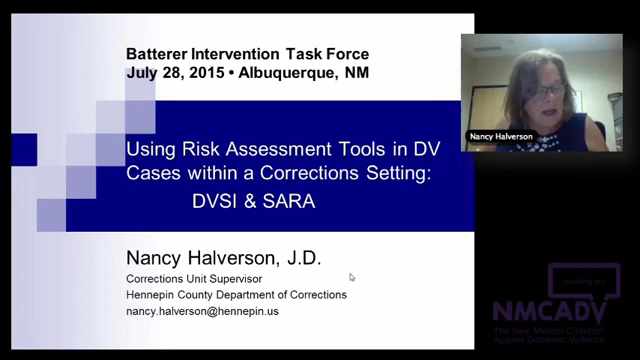 Batterer Intervention Task Force
July 28, 2015 • Albuquerque, NM
Using Risk Assessment Tools in DV
Cases within a Corrections Setting:
DVSI & SARA
Nancy Halverson, J.D.
Corrections Unit Supervisor
Hennepin County Department of Corrections
nancy.halverson@hennepin.us
Nancy Halverson
speaking out
NMCADV
The New Mexico Coalition
Against Domestic Violence